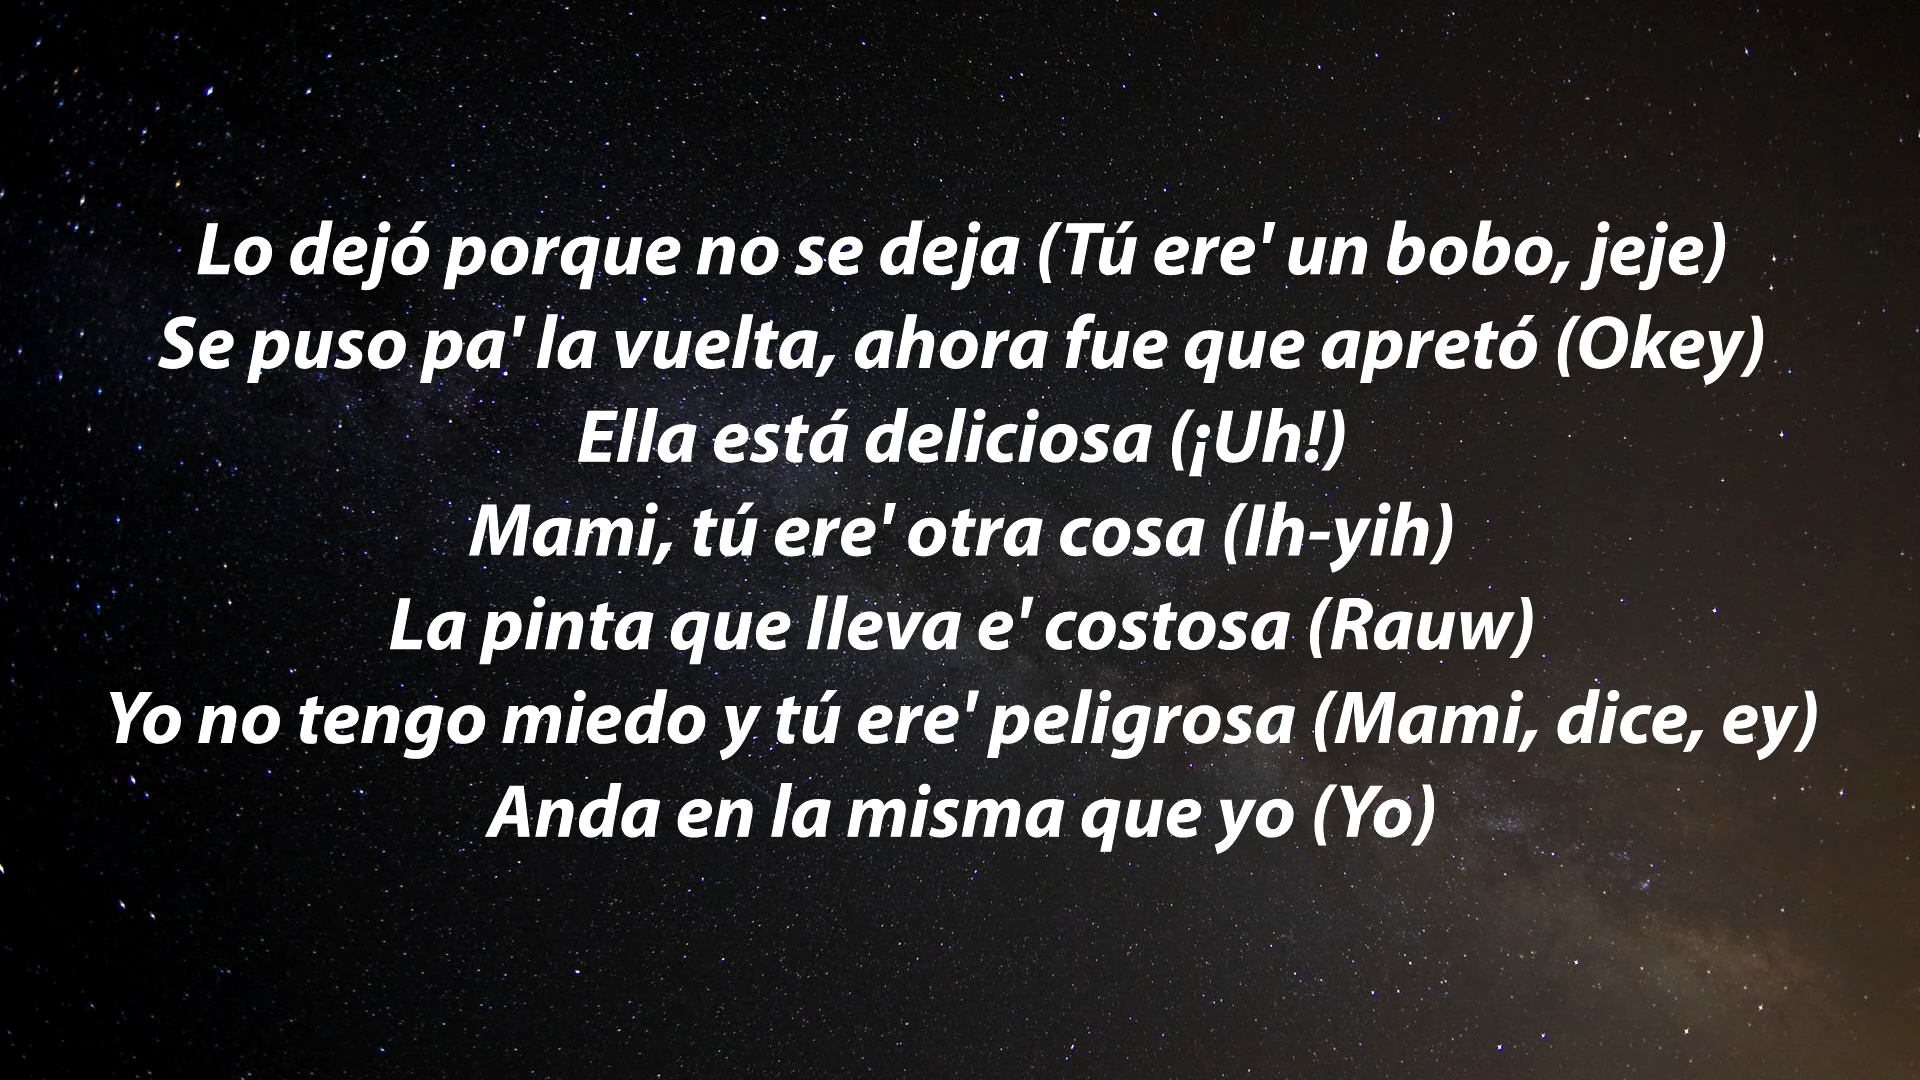 Lo dejó porque no se deja (Tú ere' un bobo, jeje)
Se puso pa' la vuelta, ahora fue que apretó (Okey)
Ella está deliciosa (¡Uh!)
Mami, tú ere' otra cosa (Ih-yih)
La pinta que lleva e' costosa (Rauw)
Yo no tengo miedo y tú ere' peligrosa (Mami, dice, ey)
Anda en la misma que yo (Yo)